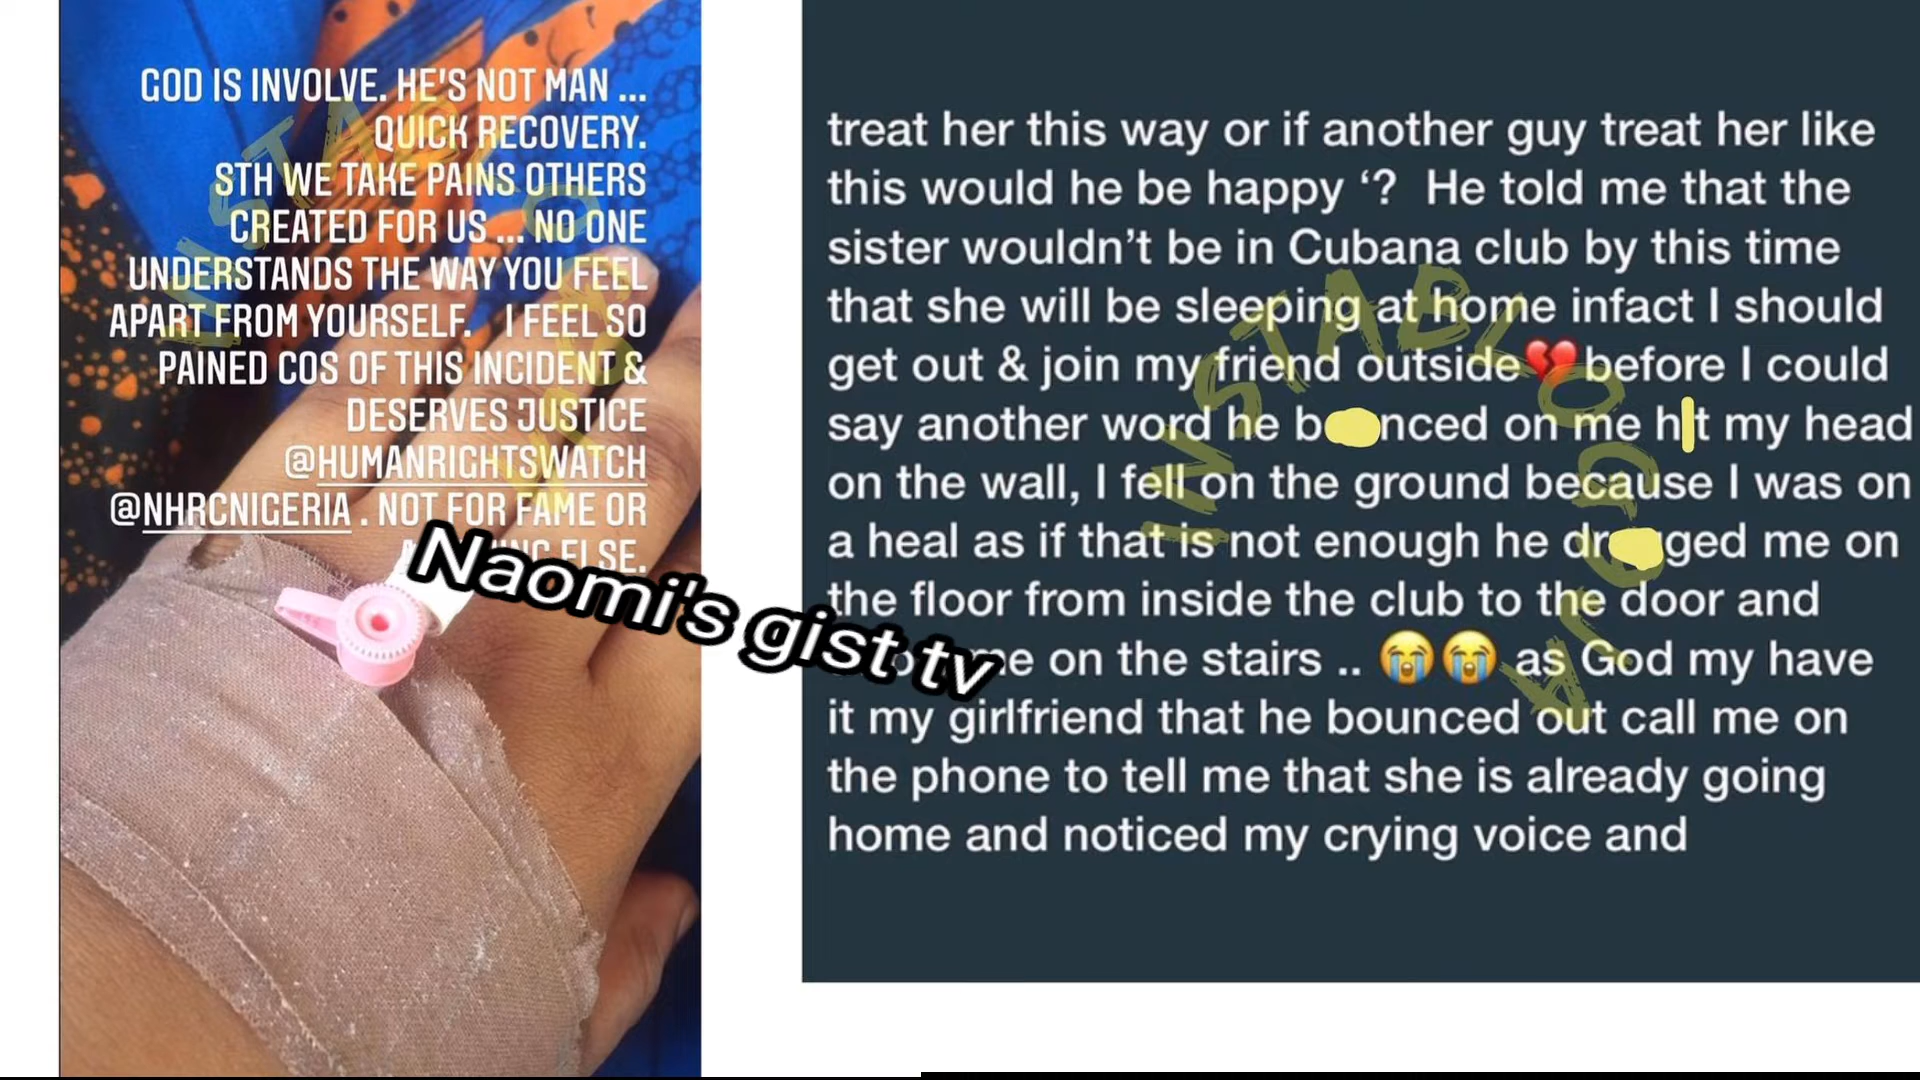 GOD IS INVOLVE. HE'S NOT MAN ...
QUICK RECOVERY.
STH WE TAKE PAINS OTHERS
CREATED FOR US ... NO ONE
UNDERSTANDS THE WAY YOU FEEL
APART FROM YOURSELF. I FEEL SO
PAINED COS OF THIS INCIDENT &
DESERVES JUSTICE
@HUMANRIGHTSWATCH
@NHRCNIGERIA . NOT FOR FAME OR
ELSE.
Naomi's gist tv
treat her this way or if another guy treat her like
this would he be happy ‘? He told me that the
sister wouldn’t be in Cubana club by this time
that she will be sleeping at home infact I should
get out & join my friend outside💔before I could
say another word he b nced on me h t my head
on the wall, I fell on the ground because I was on
a heal as if that is not enough he dr ged me on
the floor from inside the club to the door and
me on the stairs .. 😭😭 as God my have
it my girlfriend that he bounced out call me on
the phone to tell me that she is already going
home and noticed my crying voice and
INSTABLOG9JA